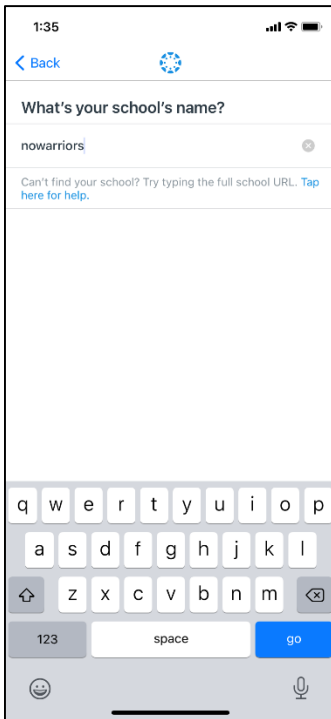 1:35
Back
What's your school's name?
nowarriors
Can't find your school? Try typing the full school URL. Tap
here for help.
q w e r t y u i o p
a s d f g h j k l
z x c v b n m
123 space go